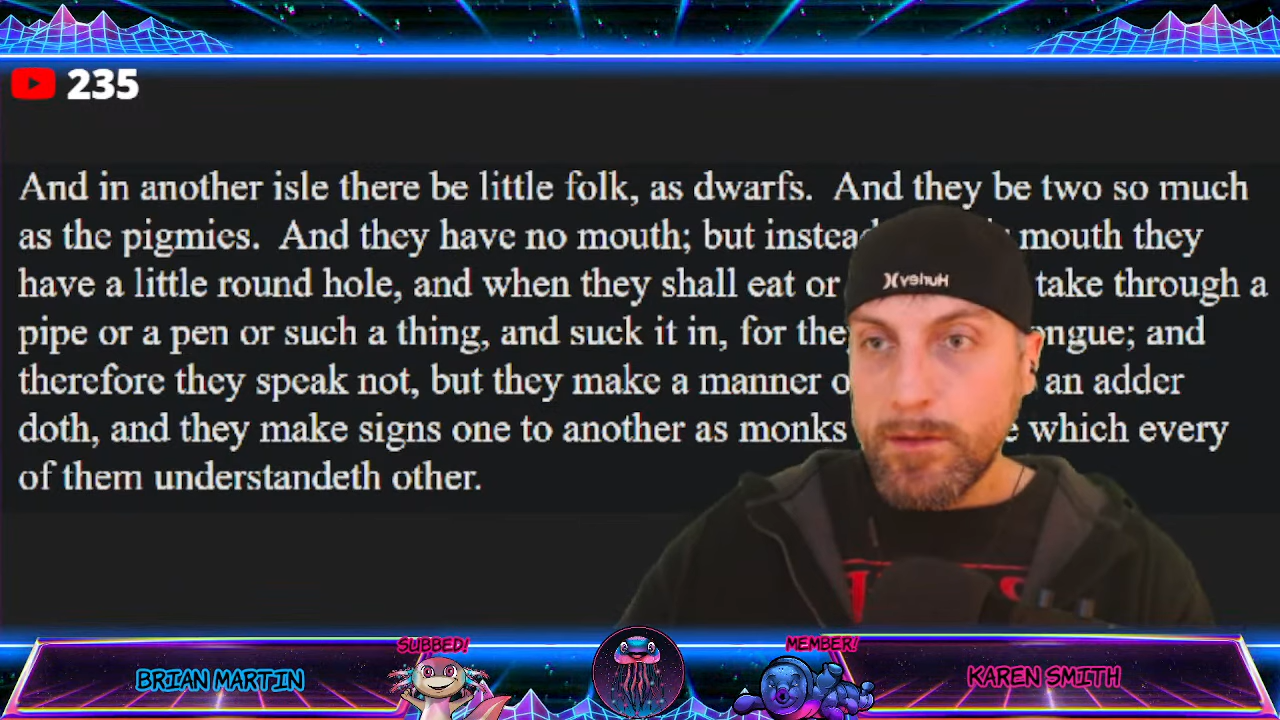 235
And in another isle there be little folk, as dwarfs. And they be two so much
as the pigmies. And they have no mouth; but instead mouth they
have a little round hole, and when they shall eat or take through a
pipe or a pen or such a thing, and suck it in, for they tongue; and
therefore they speak not, but they make a manner an adder
doth, and they make signs one to another as monks which every
of them understandeth other.
Hurley
SUBBED!
MEMBER!
BRIAN MARTIN
KAREN SMITH